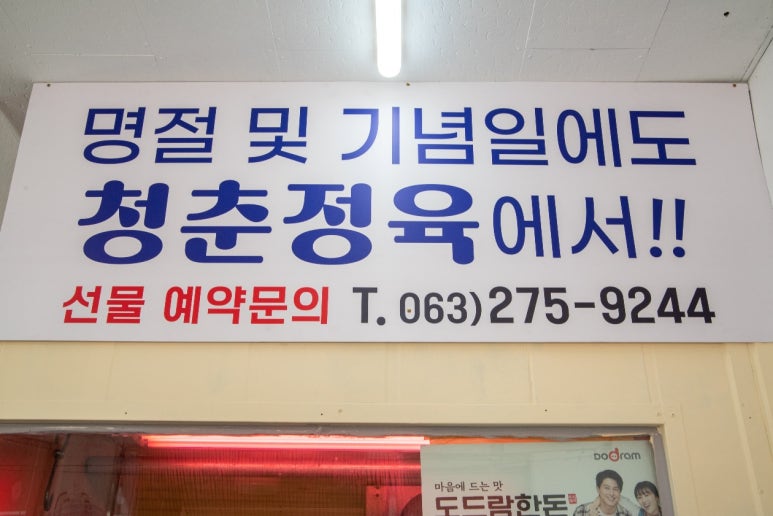 명절 및 기념일에도
청춘정육에서!!
선물 예약문의 T. 063)275-9244
Dodram
마음에 드는 맛
도드람한돈